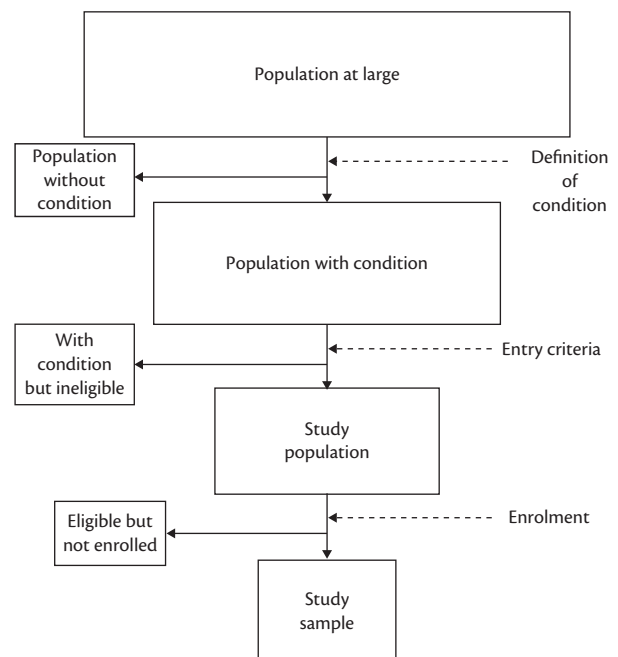 Population at large
Population
without
condition
Definition
of
condition
Population with condition
With
condition
but ineligible
Entry criteria
Study
population
Eligible but
not enrolled
Enrolment
Study
sample